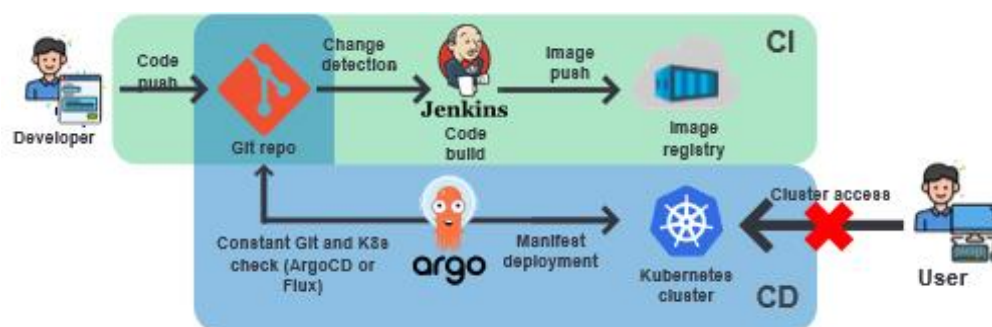 CI
Code
push
Change
detection
Image
push
Developer
Git repo
Jenkins
Code
build
Image
registry
Cluster access
Constant Git and K8s
check (ArgoCD or
Flux)
argo
Manifest
deployment
Kubernetes
cluster
CD
User